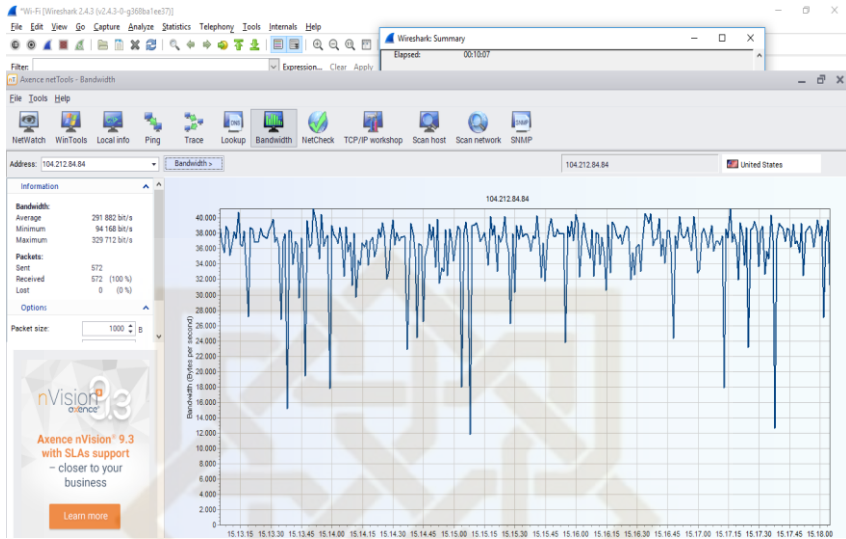 *Wi-Fi [Wireshark 2.4.3 (v2.4.3-0-g368ba1ee37)]
File Edit View Go Capture Analyze Statistics Telephony Tools Internals Help
Filter: Expression... Clear Apply
Wireshark: Summary
Elapsed: 00:10:07
nT Axence netTools - Bandwidth
File Tools Help
NetWatch WinTools Local info Ping Trace Lookup Bandwidth NetCheck TCP/IP workshop Scan host Scan network SNMP
Address: 104.212.84.84 Bandwidth > 104.212.84.84 United States
Information
Bandwidth:
Average 291 882 bit/s
Minimum 94 168 bit/s
Maximum 329 712 bit/s
Packets:
Sent 572
Received 572 (100 %)
Lost 0 (0 %)
Options
Packet size: 1000 B
nVision 9.3
axence
Axence nVision® 9.3
with SLAs support
– closer to your
business
Learn more
104.212.84.84
Bandwidth (Bytes per second)
40.000
38.000
36.000
34.000
32.000
30.000
28.000
26.000
24.000
22.000
20.000
18.000
16.000
14.000
12.000
10.000
8.000
6.000
4.000
2.000
0
15.13.15 15.13.30 15.13.45 15.14.00 15.14.15 15.14.30 15.14.45 15.15.00 15.15.15 15.15.30 15.15.45 15.16.00 15.16.15 15.16.30 15.16.45 15.17.00 15.17.15 15.17.30 15.17.45 15.18.00